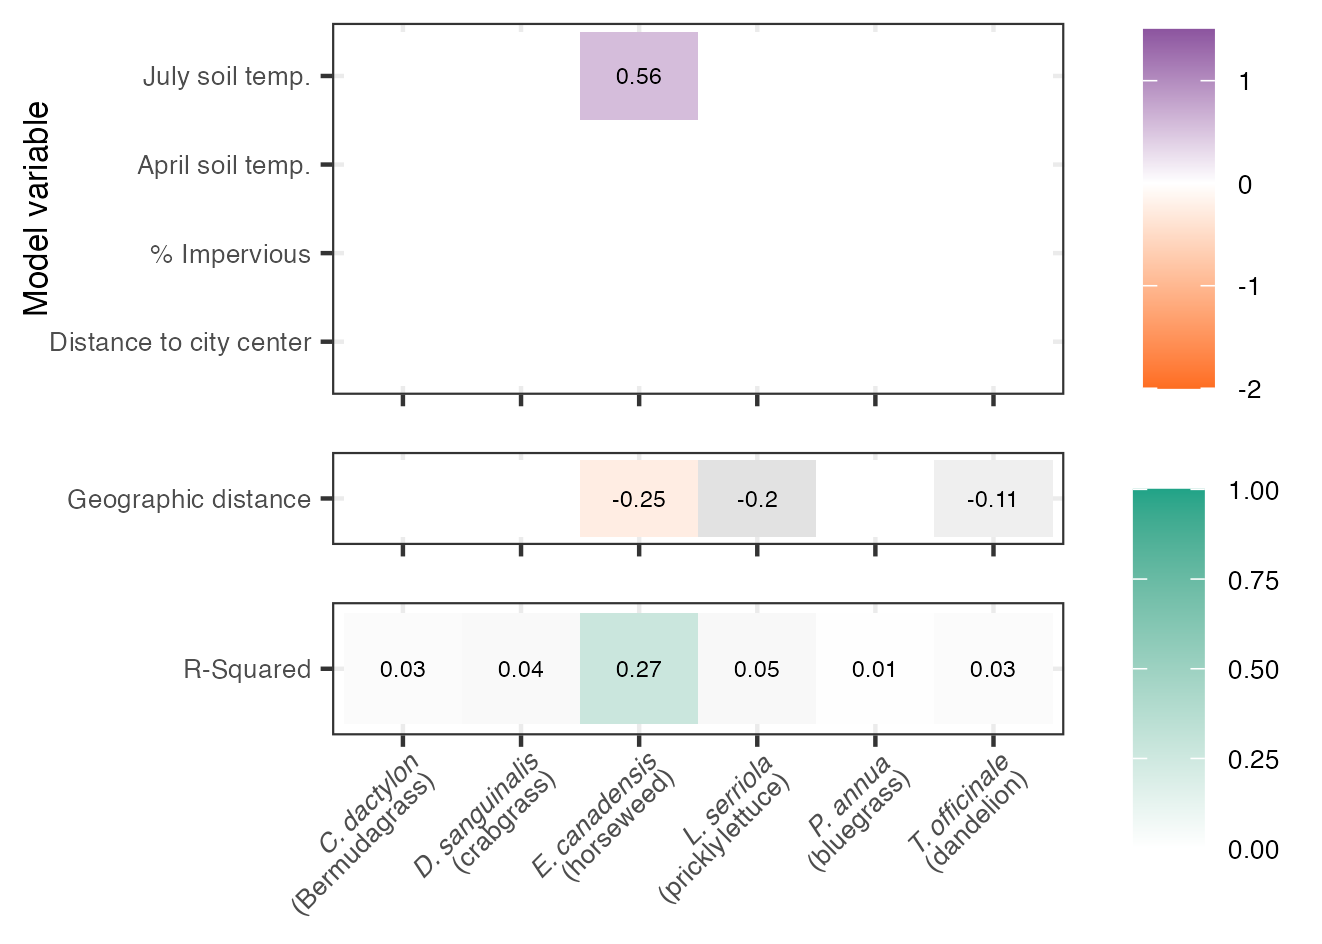 Model variable
July soil temp.
April soil temp.
% Impervious
Distance to city center
0.56
1
0
-1
-2
Geographic distance
-0.25
-0.2
-0.11
R-Squared
0.03
0.04
0.27
0.05
0.01
0.03
1.00
0.75
0.50
0.25
0.00
C. dactylon
(Bermudagrass)
D. sanguinalis
(crabgrass)
E. canadensis
(horseweed)
L. serriola
(pricklylettuce)
P. annua
(bluegrass)
T. officinale
(dandelion)